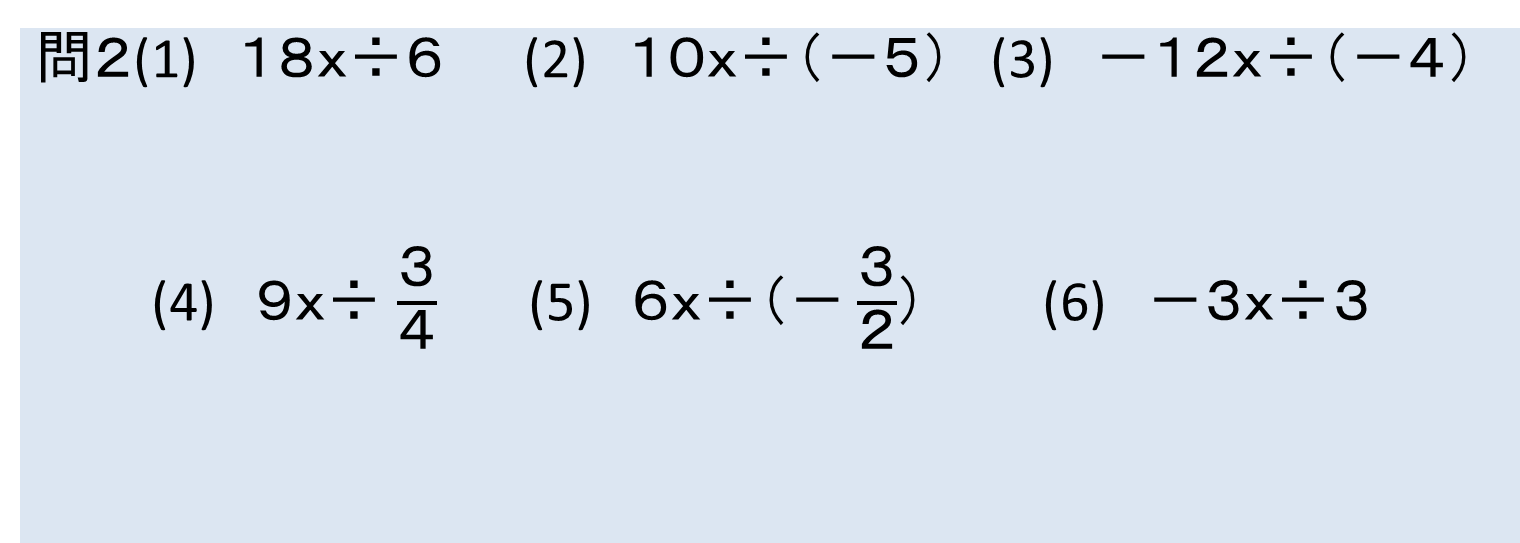 問2(1) 18x÷6 (2) 10x÷(−5) (3) −12x÷(−4)
(4) 9x÷3/4 (5) 6x÷(−3/2) (6) −3x÷3